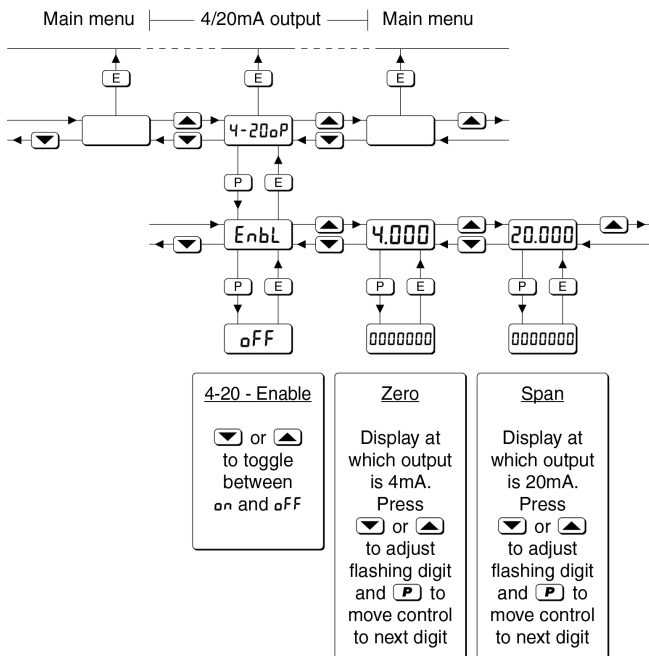 Main menu 4/20mA output Main menu
E E E
4-20oP
P E
EnbL 4.000 20.000
P E P E P E
oFF 0000000 0000000
4-20 - Enable
or
to toggle
between
on and oFF
Zero
Display at
which output
is 4mA.
Press
or
to adjust
flashing digit
and P to
move control
to next digit
Span
Display at
which output
is 20mA.
Press
or
to adjust
flashing digit
and P to
move control
to next digit